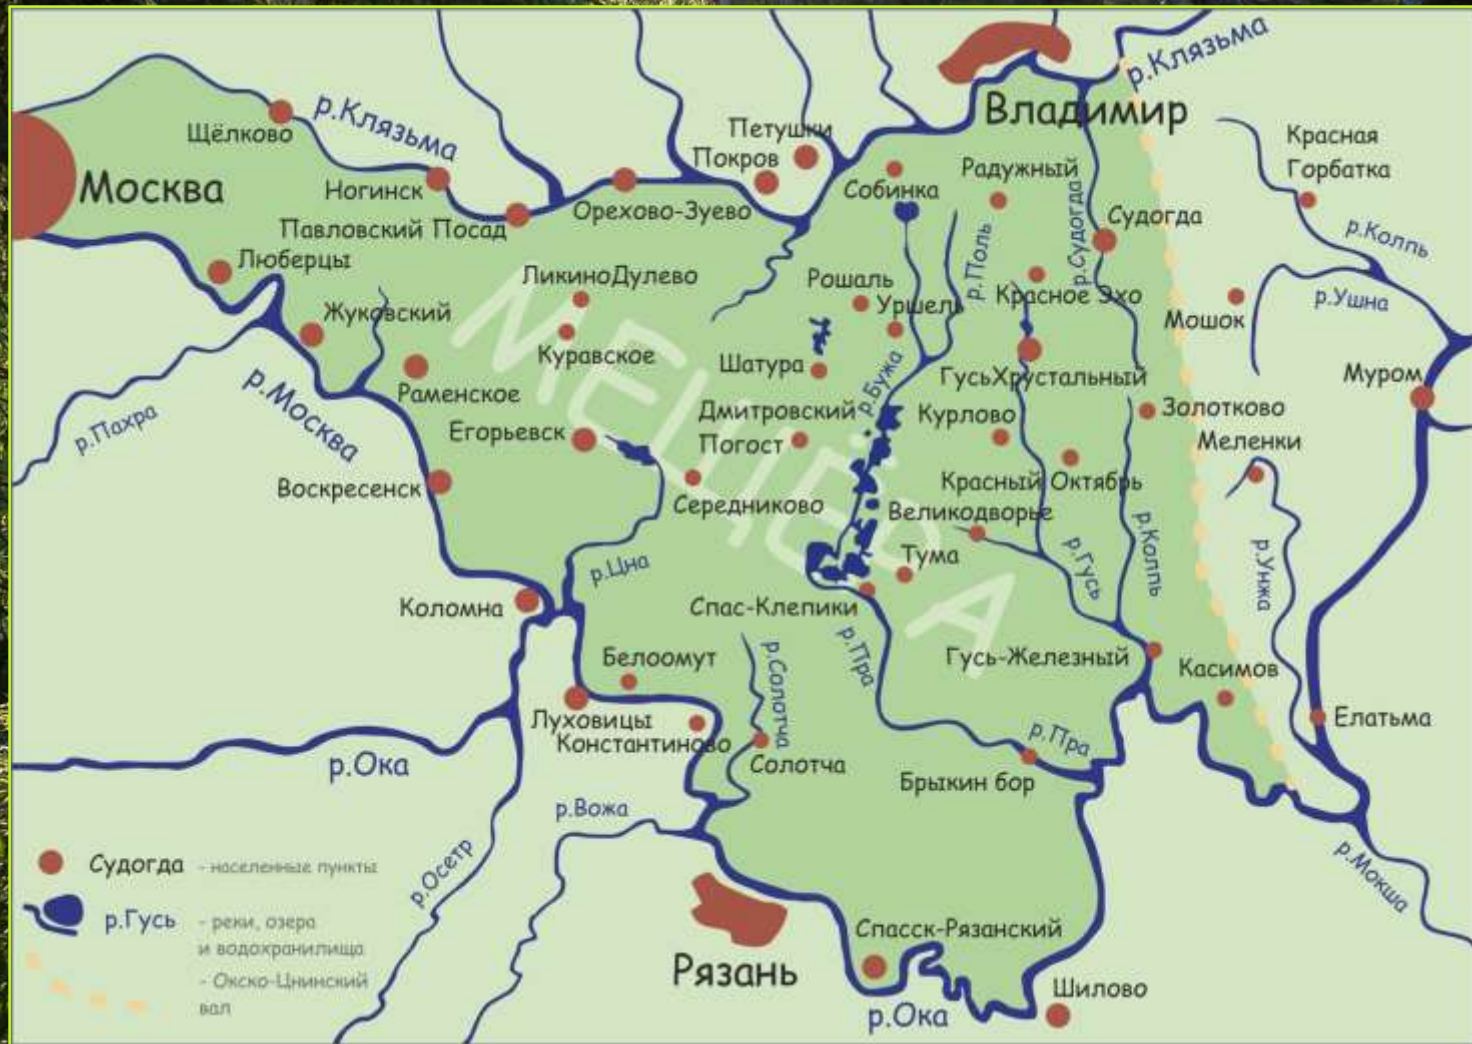 р.Клязьма
Владимир
Щёлково
р.Клязьма
Петушки
Покров
Красная
Горбатка
Москва
Ногинск
Орехово-Зуево
Собинка
Радужный
р.Судогда
Судогда
Павловский Посад
р.Поль
р.Колпь
Люберцы
ЛикиноДулево
Рошаль
Уршель
Красное Эхо
Мошок
р.Ушна
Жуковский
Куравское
Шатура
р.Бужа
ГусьХрустальный
Муром
р.Пахра
р.Москва
Раменское
МЕЩЁРА
Дмитровский
Погост
Курлово
Золотково
Меленки
Егорьевск
Воскресенск
Середниково
Красный Октябрь
Великодворье
р.Цна
Тума
р.Гусь
р.Колпь
р.Унжа
Коломна
Спас-Клепики
р.Пра
Белоомут
р.Солотча
Гусь-Железный
Касимов
Луховицы
Константиново
Солотча
р.Пра
Брыкин бор
Елатьма
р.Ока
р.Вожа
р.Осетр
р.Мокша
Рязань
Спасск-Рязанский
Шилово
р.Ока
Судогда - населенные пункты
р.Гусь - реки, озера
и водохранилища
- Окско-Цнинский
вал